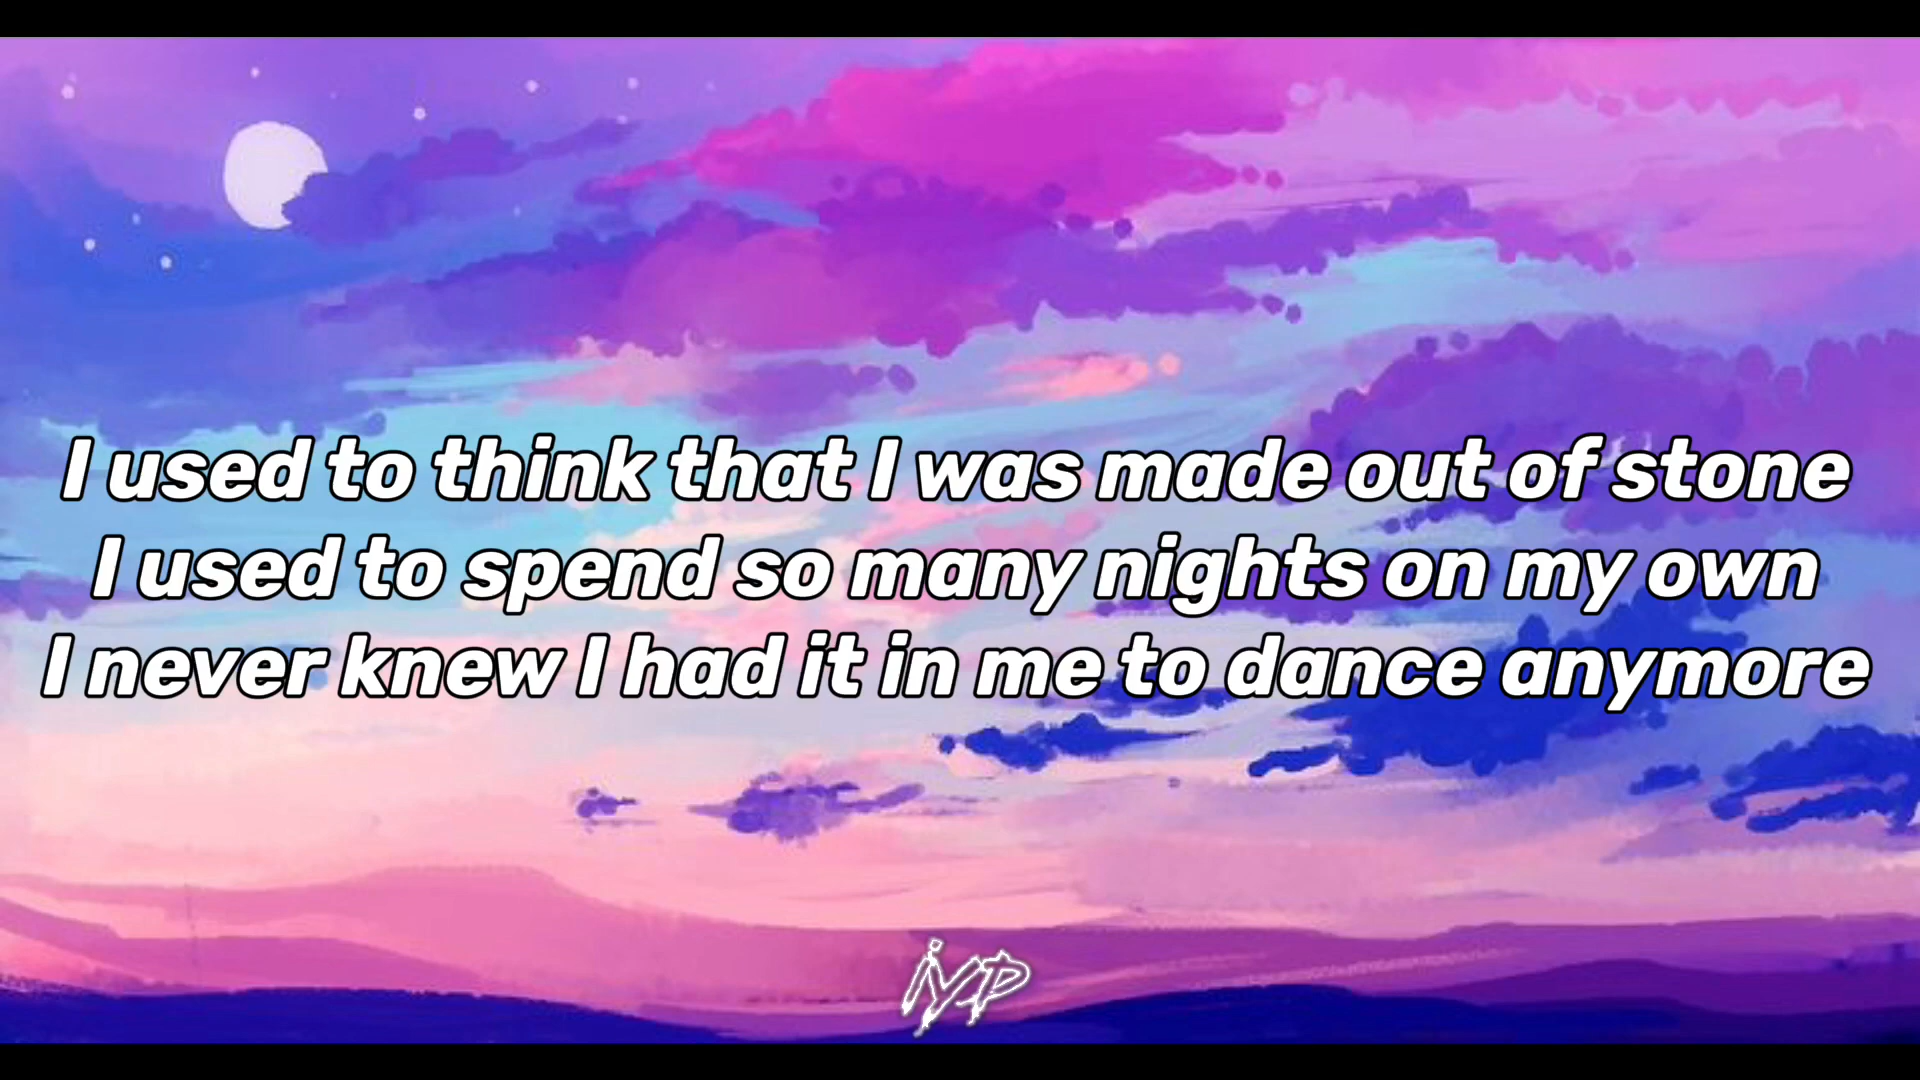 I used to think that I was made out of stone
I used to spend so many nights on my own
I never knew I had it in me to dance anymore
iyp